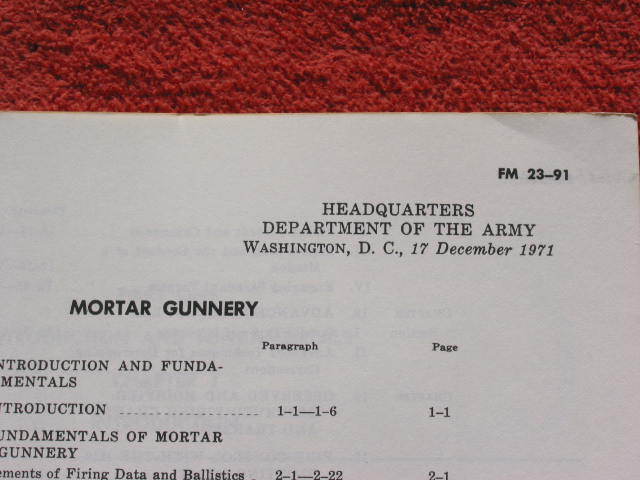 FM 23-91
HEADQUARTERS
DEPARTMENT OF THE ARMY
WASHINGTON, D. C., 17 December 1971
MORTAR GUNNERY
Paragraph Page
NTRODUCTION AND FUNDA-
MENTALS
NTRODUCTION -------------------- 1-1—1-6 1-1
UNDAMENTALS OF MORTAR
GUNNERY
ements of Firing Data and Ballistics 2-1—2-22 2-1